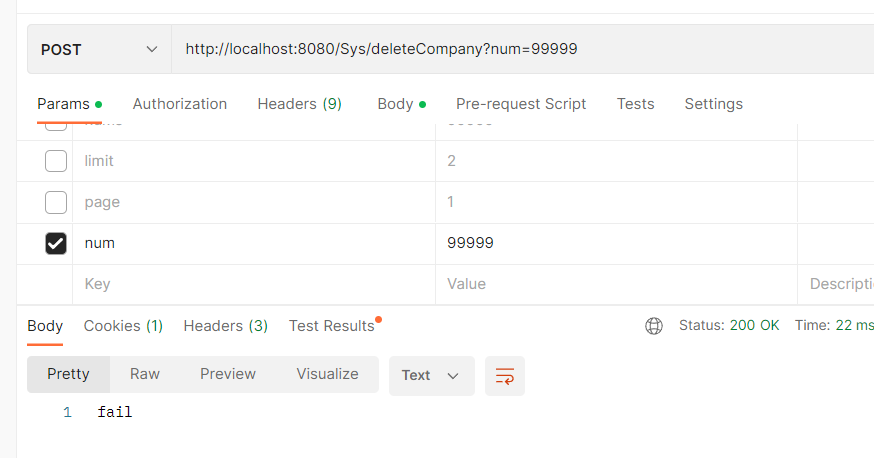 POST http://localhost:8080/Sys/deleteCompany?num=99999
Params Authorization Headers (9) Body Pre-request Script Tests Settings
limit 2
page 1
num 99999
Key Value Descripti
Body Cookies (1) Headers (3) Test Results Status: 200 OK Time: 22 ms
Pretty Raw Preview Visualize Text
1 fail